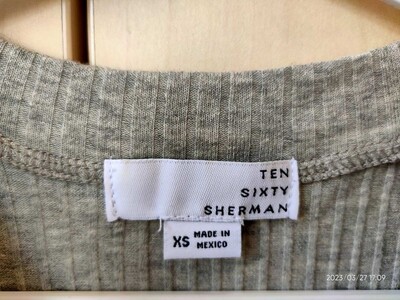 TEN
SIXTY
SHERMAN
XS MADE IN
MEXICO
2023/03/27 17:09